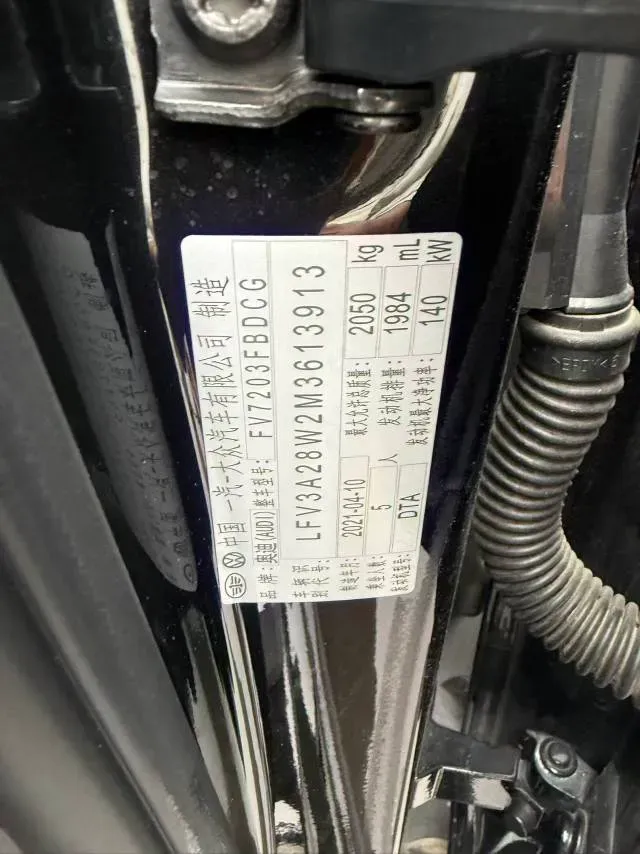 中国 一汽-大众汽车有限公司 制造
品牌：奥迪(AUDI) 整车型号： FV7203FBDCG
车辆识别代号： LFV3A28W2M3613913
制造年月： 2021-04-10 最大允许总质量： 2050 kg
乘坐人数： 5 人 发动机排量： 1984 mL
发动机型号： DTA 发动机最大净功率： 140 kW
>EPDM<